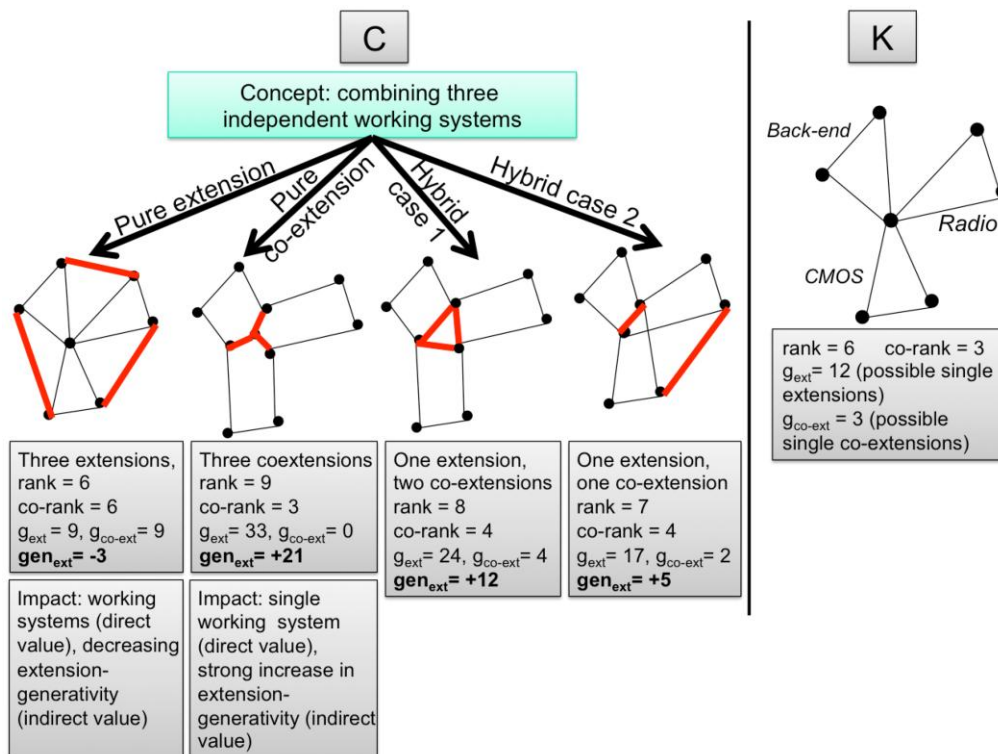 C
K
Concept: combining three
independent working systems
Pure extension
Pure
co-extension
Hybrid
case 1
Hybrid case 2
Back-end
Radio
CMOS
rank = 6 co-rank = 3
gext= 12 (possible single
extensions)
gco-ext = 3 (possible
single co-extensions)
Three extensions,
rank = 6
co-rank = 6
gext = 9, gco-ext= 9
genext= -3
Three coextensions
rank = 9
co-rank = 3
gext= 33, gco-ext= 0
genext= +21
One extension,
two co-extensions
rank = 8
co-rank = 4
gext= 24, gco-ext= 4
genext= +12
One extension,
one co-extension
rank = 7
co-rank = 4
gext= 17, gco-ext= 2
genext= +5
Impact: working
systems (direct
value), decreasing
extension-
generativity
(indirect value)
Impact: single
working system
(direct value),
strong increase in
extension-
generativity (indirect
value)